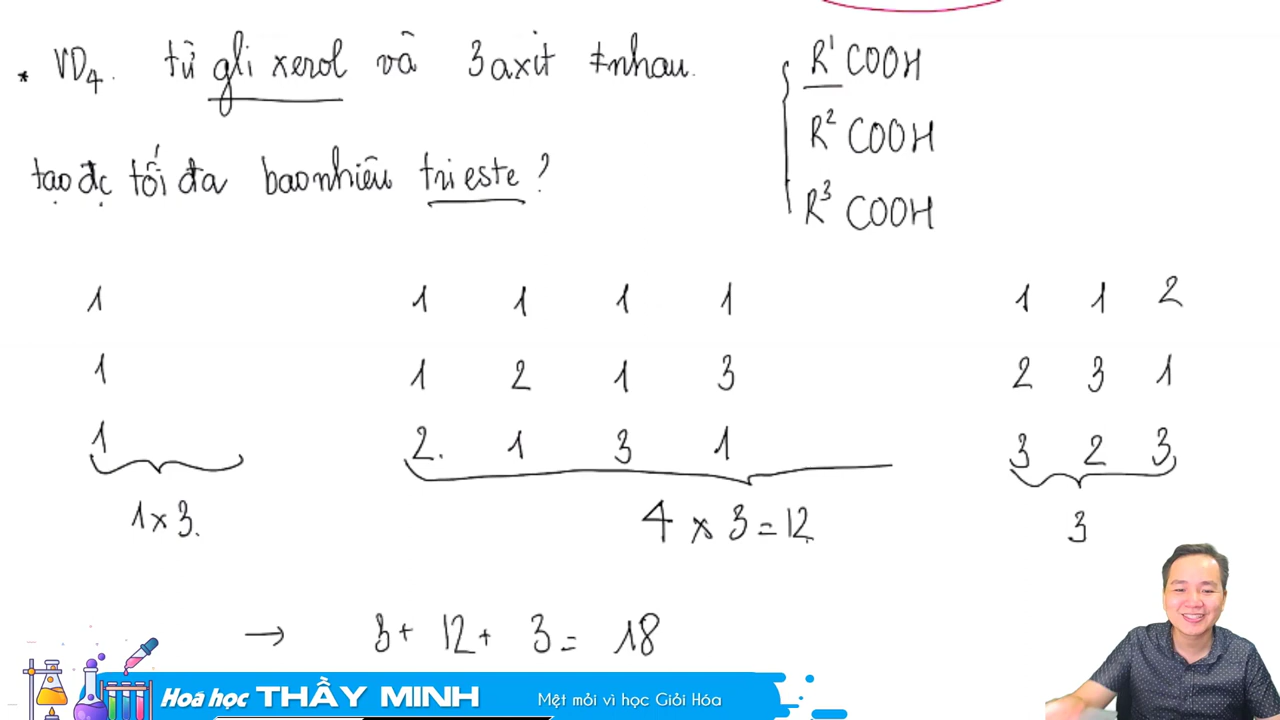 * VD4. từ glixerol và 3 axit ≠ nhau.
tạo đc tối đa bao nhiêu trieste?
R¹COOH
R²COOH
R³COOH
1 1 1 1 1 1 1 2
1 1 2 1 3 2 3 1
1 2. 1 3 1 3 2 3
1 x 3. 4 x 3 = 12 3
→ 3 + 12 + 3 = 18
Hoá học THẦY MINH Mệt mỏi vì học Giỏi Hóa